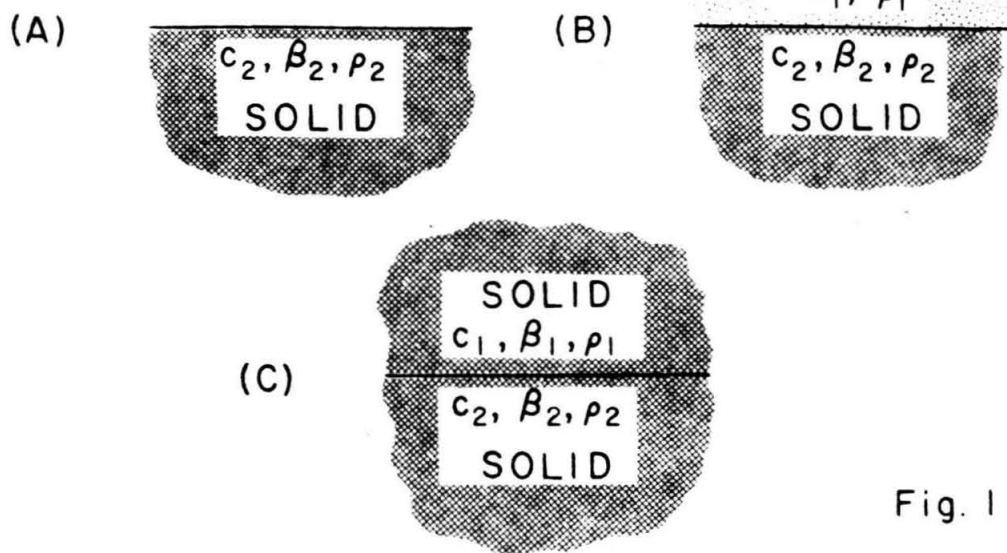 (A)
c₂, β₂, ρ₂
SOLID
(B)
c₂, β₂, ρ₂
SOLID
(C)
SOLID
c₁, β₁, ρ₁
c₂, β₂, ρ₂
SOLID
Fig. 1